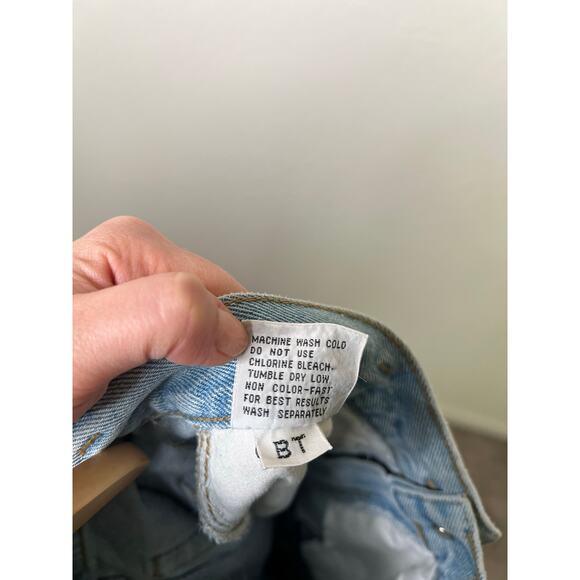 MACHINE WASH COLD
DO NOT USE
CHLORINE BLEACH.
TUMBLE DRY LOW
NON COLOR-FAST
FOR BEST RESULTS
WASH SEPARATELY
BT